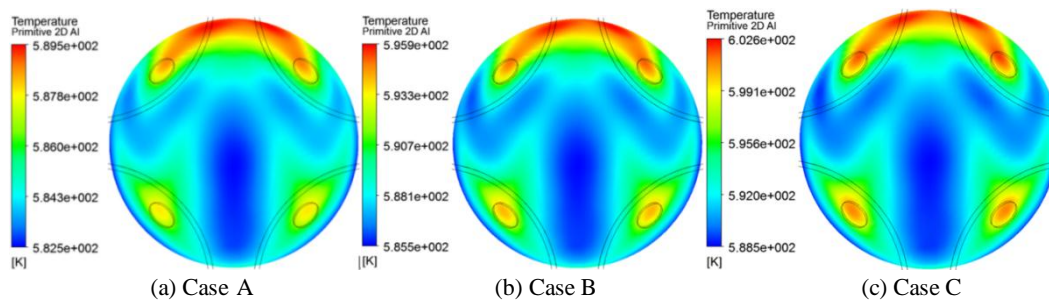 Temperature
Primitive 2D Al
5.895e+002
5.878e+002
5.860e+002
5.843e+002
5.825e+002
[K]
(a) Case A
Temperature
Primitive 2D Al
5.959e+002
5.933e+002
5.907e+002
5.881e+002
5.855e+002
[K]
(b) Case B
Temperature
Primitive 2D Al
6.026e+002
5.991e+002
5.956e+002
5.920e+002
5.885e+002
[K]
(c) Case C